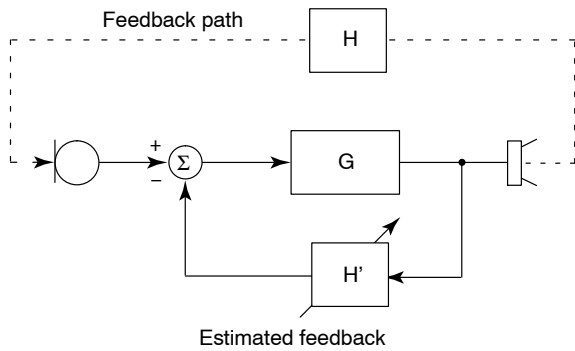 Feedback path
H
+
Σ
−
G
H'
Estimated feedback